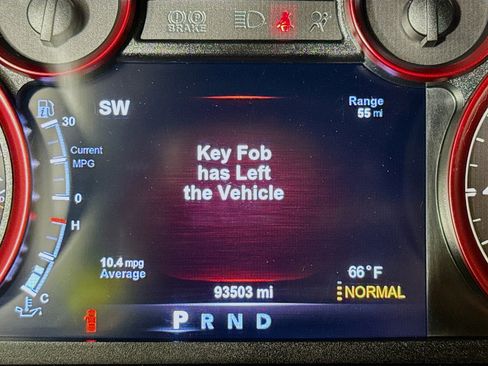 BRAKE
SW
Range
55 mi
30
Current
MPG
0
H
C
Key Fob
has Left
the Vehicle
10.4 mpg
Average
93503 mi
66°F
NORMAL
P R N D